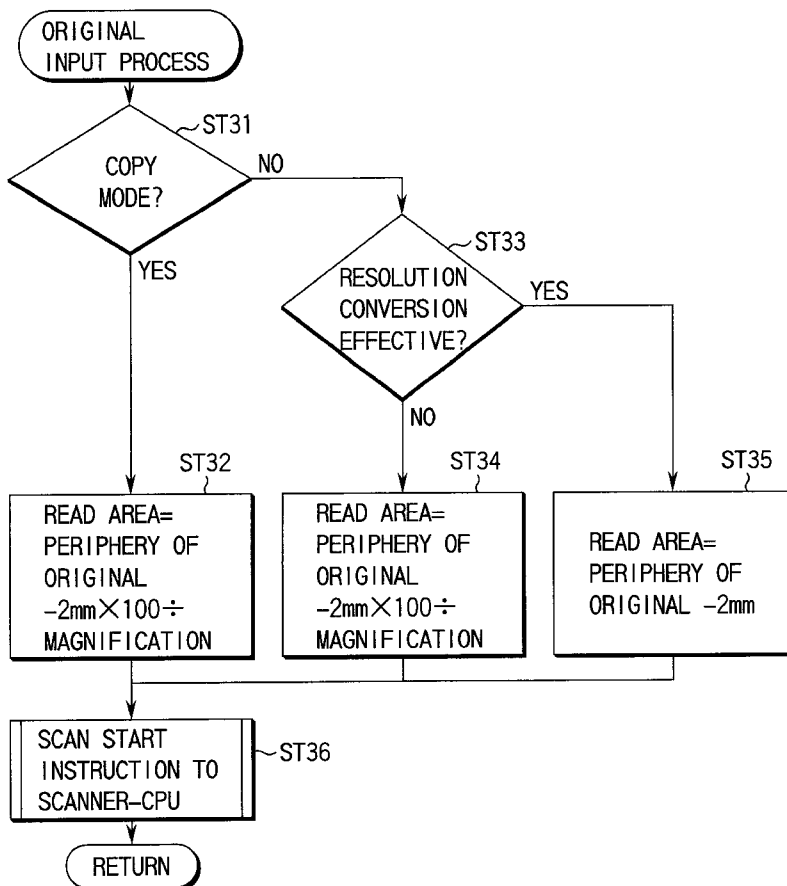 ORIGINAL
INPUT PROCESS
ST31
COPY
MODE?
NO
YES
ST33
RESOLUTION
CONVERSION
EFFECTIVE?
YES
NO
ST32
READ AREA=
PERIPHERY OF
ORIGINAL
-2mm×100÷
MAGNIFICATION
ST34
READ AREA=
PERIPHERY OF
ORIGINAL
-2mm×100÷
MAGNIFICATION
ST35
READ AREA=
PERIPHERY OF
ORIGINAL -2mm
SCAN START
INSTRUCTION TO
SCANNER-CPU
ST36
RETURN